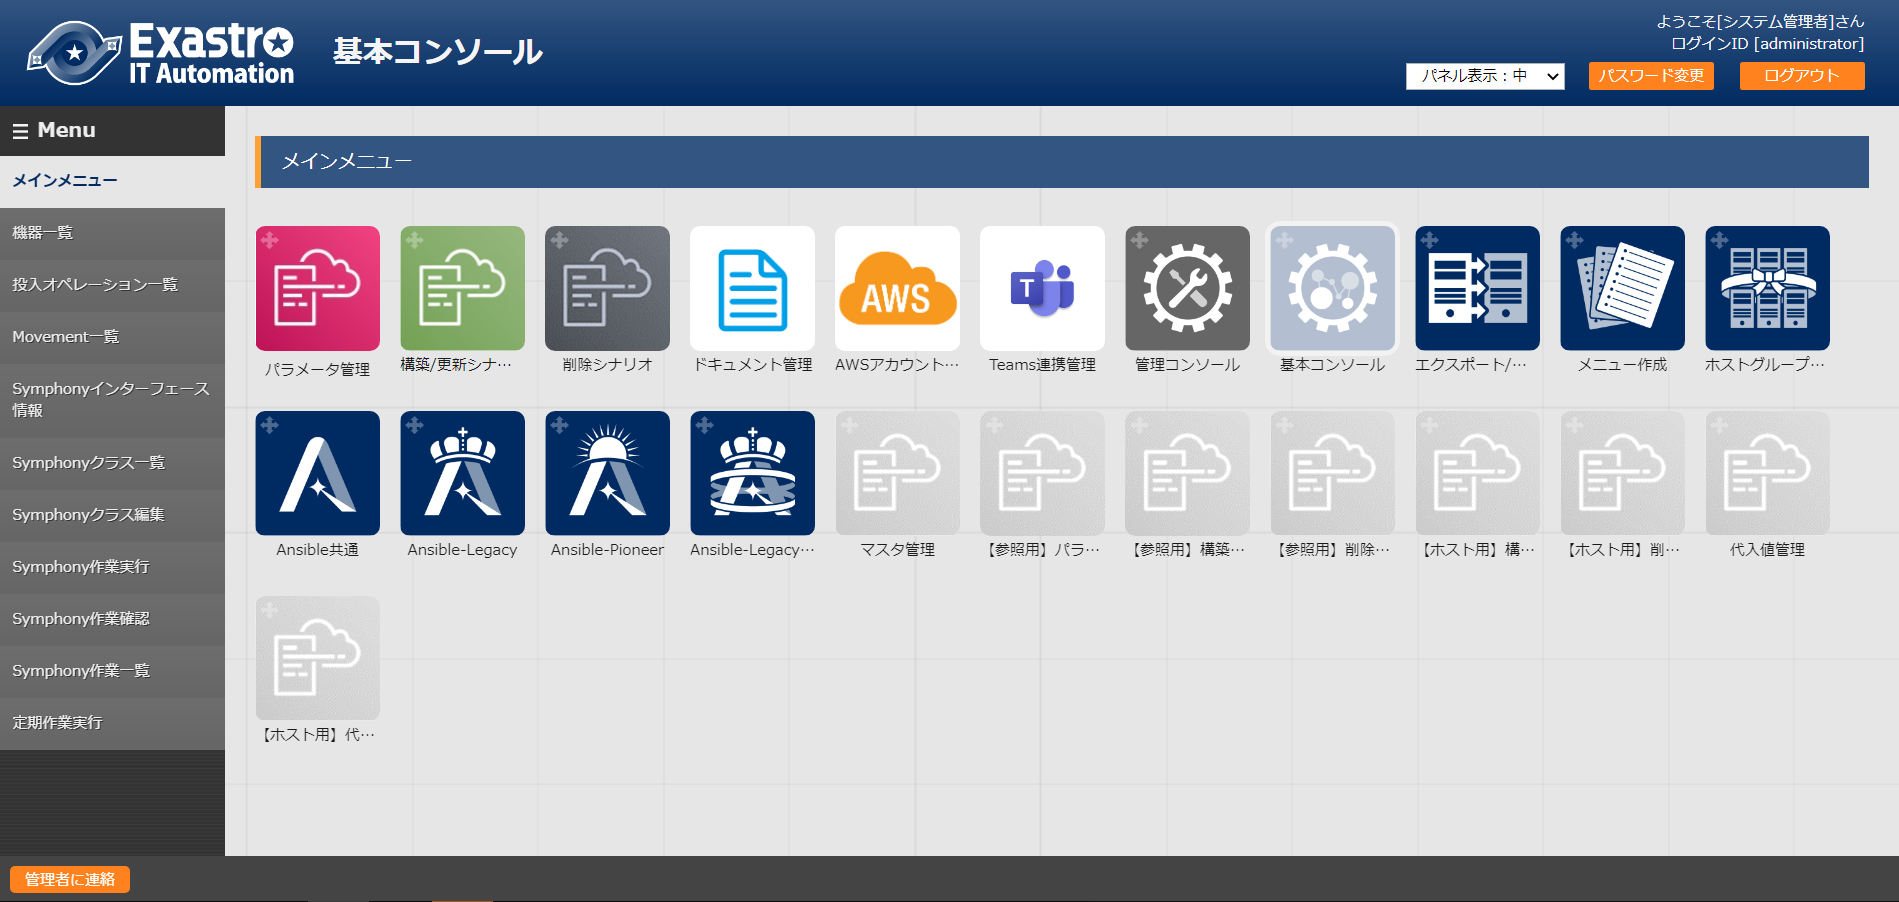 Exastro
IT Automation
基本コンソール
ようこそ[システム管理者]さん
ログインID [administrator]
パネル表示：中
パスワード変更
ログアウト
Menu
メインメニュー
機器一覧
投入オペレーション一覧
Movement一覧
Symphonyインターフェース
情報
Symphonyクラス一覧
Symphonyクラス編集
Symphony作業実行
Symphony作業確認
Symphony作業一覧
定期作業実行
メインメニュー
AWS
T
パラメータ管理
構築/更新シナ…
削除シナリオ
ドキュメント管理
AWSアカウント…
Teams連携管理
管理コンソール
基本コンソール
エクスポート/…
メニュー作成
ホストグループ…
Ansible共通
Ansible-Legacy
Ansible-Pioneer
Ansible-Legacy…
マスタ管理
【参照用】パラ…
【参照用】構築…
【参照用】削除…
【ホスト用】構…
【ホスト用】削…
代入値管理
【ホスト用】代…
管理者に連絡